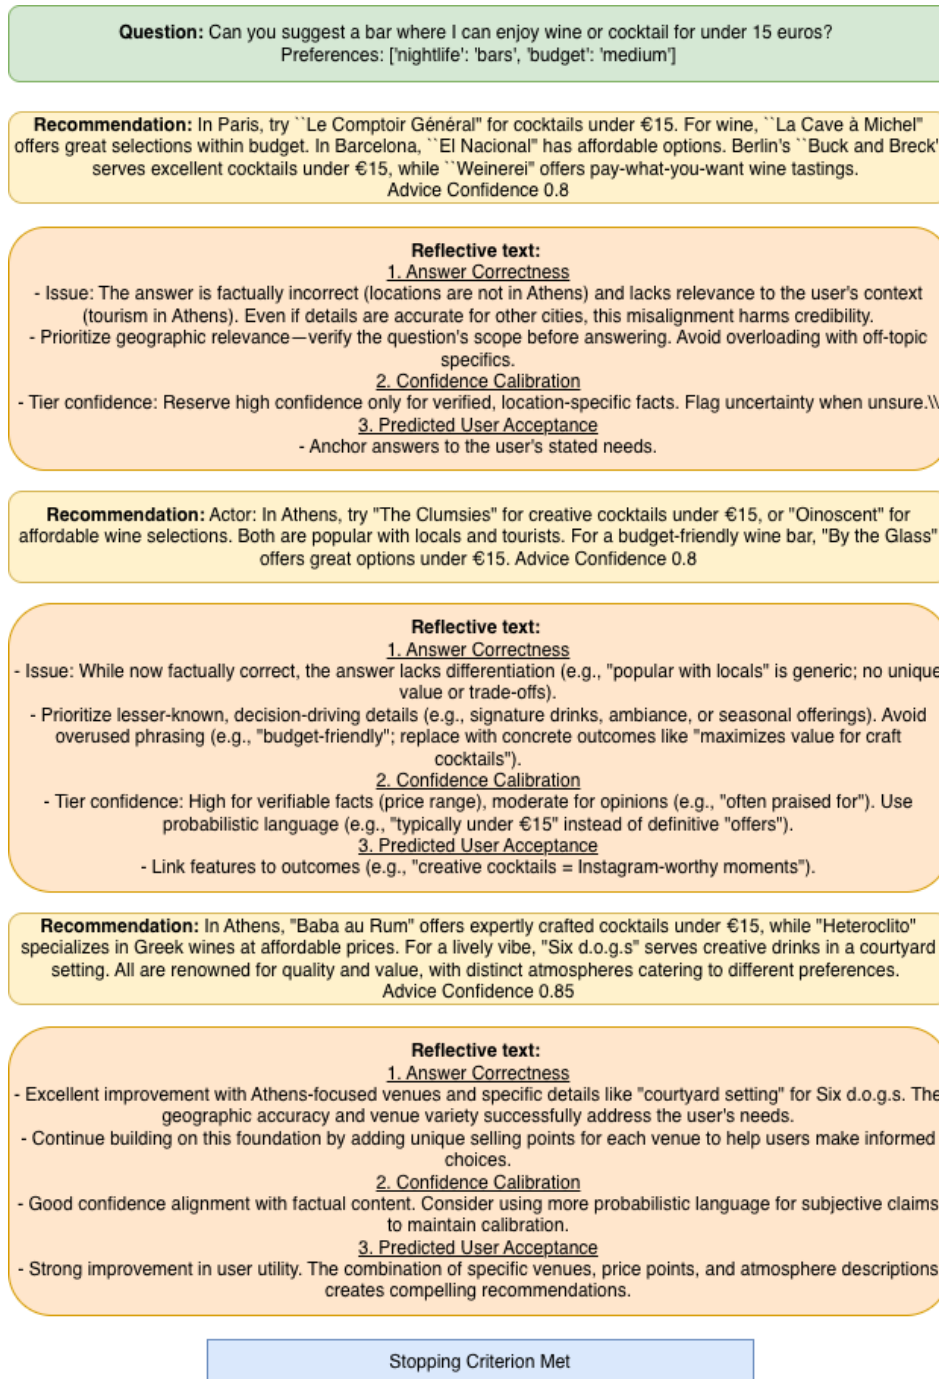 Question: Can you suggest a bar where I can enjoy wine or cocktail for under 15 euros?
Preferences: ['nightlife': 'bars', 'budget': 'medium']
Recommendation: In Paris, try ``Le Comptoir Général" for cocktails under €15. For wine, ``La Cave à Michel"
offers great selections within budget. In Barcelona, ``El Nacional" has affordable options. Berlin's ``Buck and Breck"
serves excellent cocktails under €15, while ``Weinerei" offers pay-what-you-want wine tastings.
Advice Confidence 0.8
Reflective text:
1. Answer Correctness
- Issue: The answer is factually incorrect (locations are not in Athens) and lacks relevance to the user's context
(tourism in Athens). Even if details are accurate for other cities, this misalignment harms credibility.
- Prioritize geographic relevance—verify the question's scope before answering. Avoid overloading with off-topic
specifics.
2. Confidence Calibration
- Tier confidence: Reserve high confidence only for verified, location-specific facts. Flag uncertainty when unsure.\\
3. Predicted User Acceptance
- Anchor answers to the user's stated needs.
Recommendation: Actor: In Athens, try "The Clumsies" for creative cocktails under €15, or "Oinoscent" for
affordable wine selections. Both are popular with locals and tourists. For a budget-friendly wine bar, "By the Glass"
offers great options under €15. Advice Confidence 0.8
Reflective text:
1. Answer Correctness
- Issue: While now factually correct, the answer lacks differentiation (e.g., "popular with locals" is generic; no unique
value or trade-offs).
- Prioritize lesser-known, decision-driving details (e.g., signature drinks, ambiance, or seasonal offerings). Avoid
overused phrasing (e.g., "budget-friendly"; replace with concrete outcomes like "maximizes value for craft
cocktails").
2. Confidence Calibration
- Tier confidence: High for verifiable facts (price range), moderate for opinions (e.g., "often praised for"). Use
probabilistic language (e.g., "typically under €15" instead of definitive "offers").
3. Predicted User Acceptance
- Link features to outcomes (e.g., "creative cocktails = Instagram-worthy moments").
Recommendation: In Athens, "Baba au Rum" offers expertly crafted cocktails under €15, while "Heteroclito"
specializes in Greek wines at affordable prices. For a lively vibe, "Six d.o.g.s" serves creative drinks in a courtyard
setting. All are renowned for quality and value, with distinct atmospheres catering to different preferences.
Advice Confidence 0.85
Reflective text:
1. Answer Correctness
- Excellent improvement with Athens-focused venues and specific details like "courtyard setting" for Six d.o.g.s. The
geographic accuracy and venue variety successfully address the user's needs.
- Continue building on this foundation by adding unique selling points for each venue to help users make informed
choices.
2. Confidence Calibration
- Good confidence alignment with factual content. Consider using more probabilistic language for subjective claims
to maintain calibration.
3. Predicted User Acceptance
- Strong improvement in user utility. The combination of specific venues, price points, and atmosphere descriptions
creates compelling recommendations.
Stopping Criterion Met